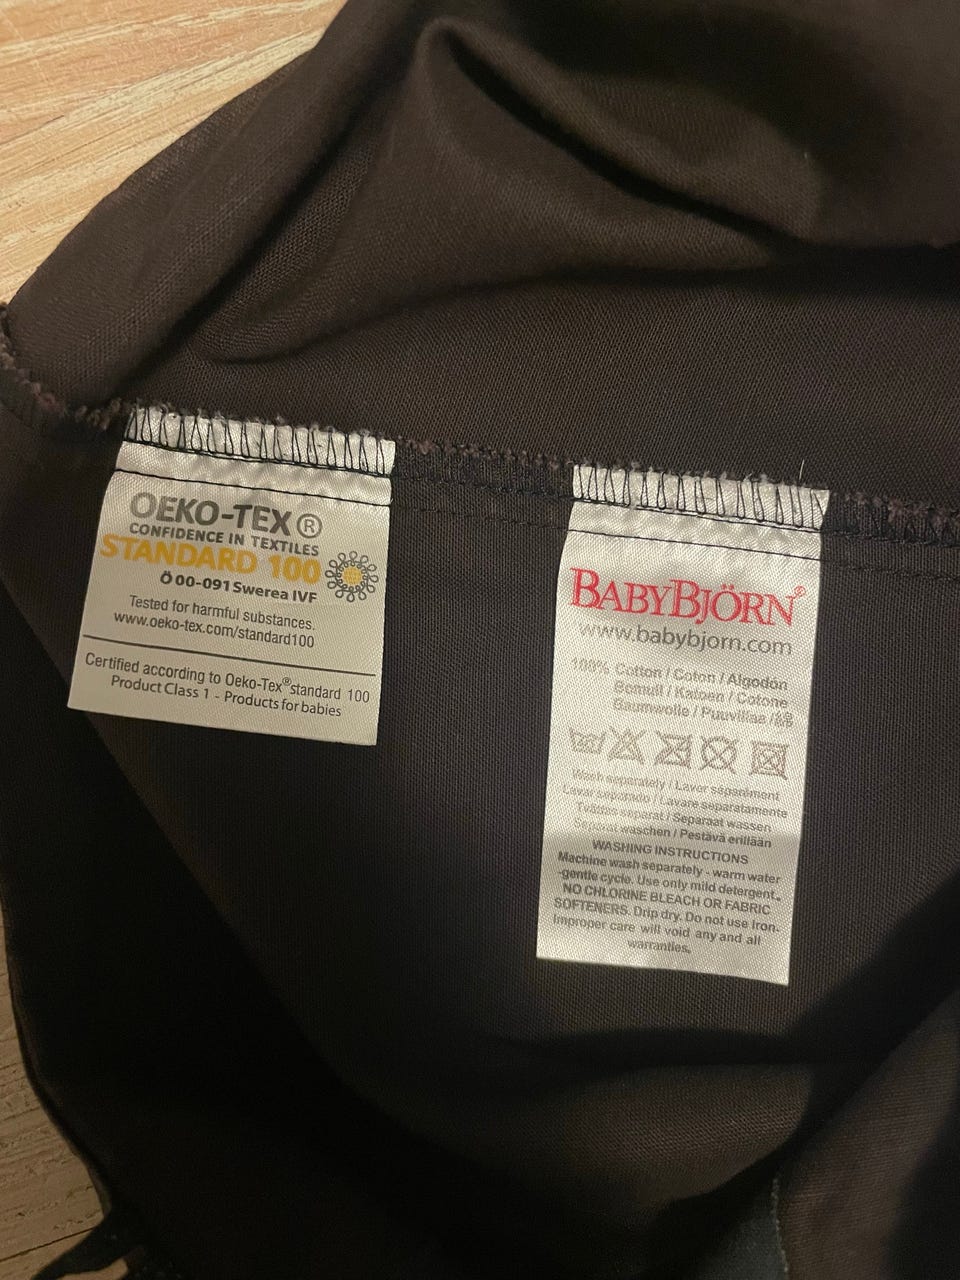 OEKO-TEX®
CONFIDENCE IN TEXTILES
STANDARD 100
Ö 00-091 Swerea IVF
Tested for harmful substances.
www.oeko-tex.com/standard100
Certified according to Oeko-Tex®standard 100
Product Class 1 - Products for babies
BABYBJÖRN®
www.babybjorn.com
100% Cotton / Coton / Algodón
Bomull / Katoen / Cotone
Baumwolle / Puuvillaa /
Wash separately / Laver séparément
Lavar separado / Lavare separatamente
Tvättas separat / Separaat wassen
Separat waschen / Pestävä erillään
WASHING INSTRUCTIONS
Machine wash separately - warm water
-gentle cycle. Use only mild detergent.
NO CHLORINE BLEACH OR FABRIC
SOFTENERS. Drip dry. Do not use Iron.
Improper care will void any and all
warranties.